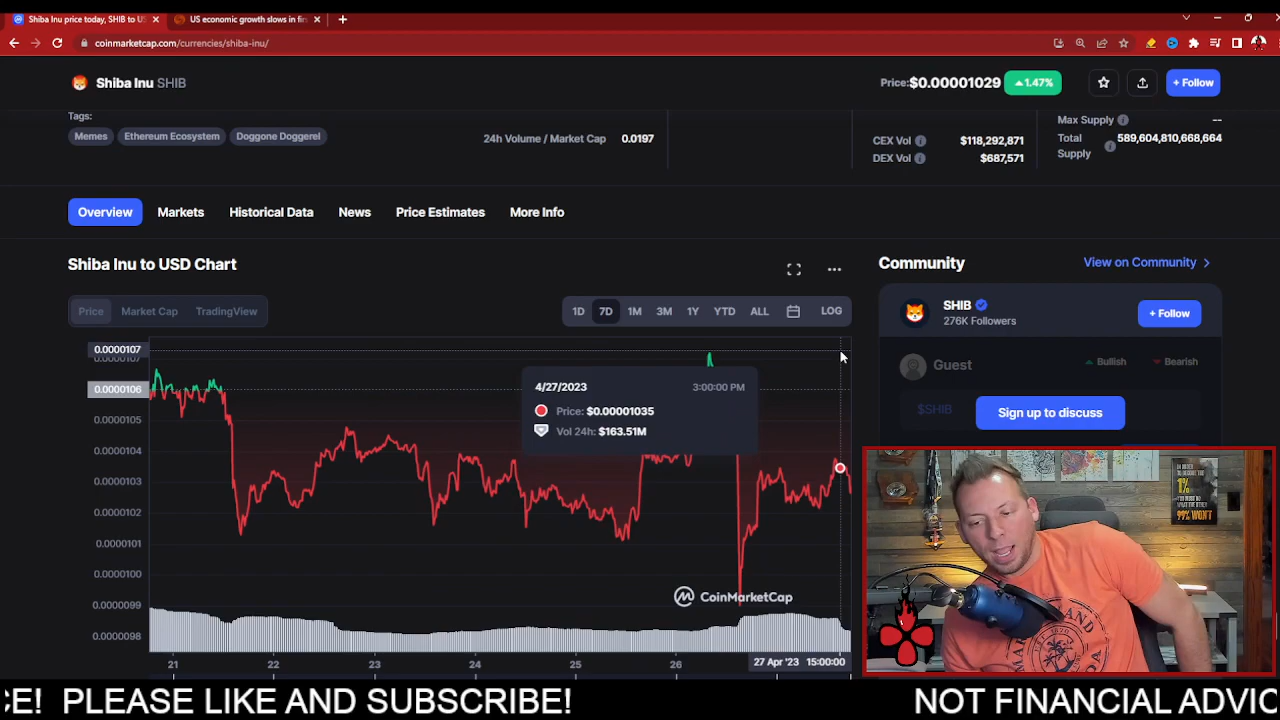 Shiba Inu price today, SHIB to US
US economic growth slows in firs
coinmarketcap.com/currencies/shiba-inu/
Shiba Inu SHIB
Price: $0.00001029
1.47%
+ Follow
Tags:
Memes
Ethereum Ecosystem
Doggone Doggerel
24h Volume / Market Cap 0.0197
CEX Vol $118,292,871
DEX Vol $687,571
Max Supply --
Total Supply 589,604,810,668,664
Overview Markets Historical Data News Price Estimates More Info
Shiba Inu to USD Chart
Price Market Cap TradingView
1D 7D 1M 3M 1Y YTD ALL LOG
0.0000107
0.0000107
0.0000106
0.0000105
0.0000104
0.0000103
0.0000102
0.0000101
0.0000100
0.0000099
0.0000098
4/27/2023 3:00:00 PM
Price: $0.00001035
Vol 24h: $163.51M
CoinMarketCap
21 22 23 24 25 26
27 Apr '23 15:00:00
Community
View on Community
SHIB
276K Followers
+ Follow
Guest
Bullish
Bearish
$SHIB
Sign up to discuss
1%
99% WON'T
CE! PLEASE LIKE AND SUBSCRIBE!
NOT FINANCIAL ADVIC